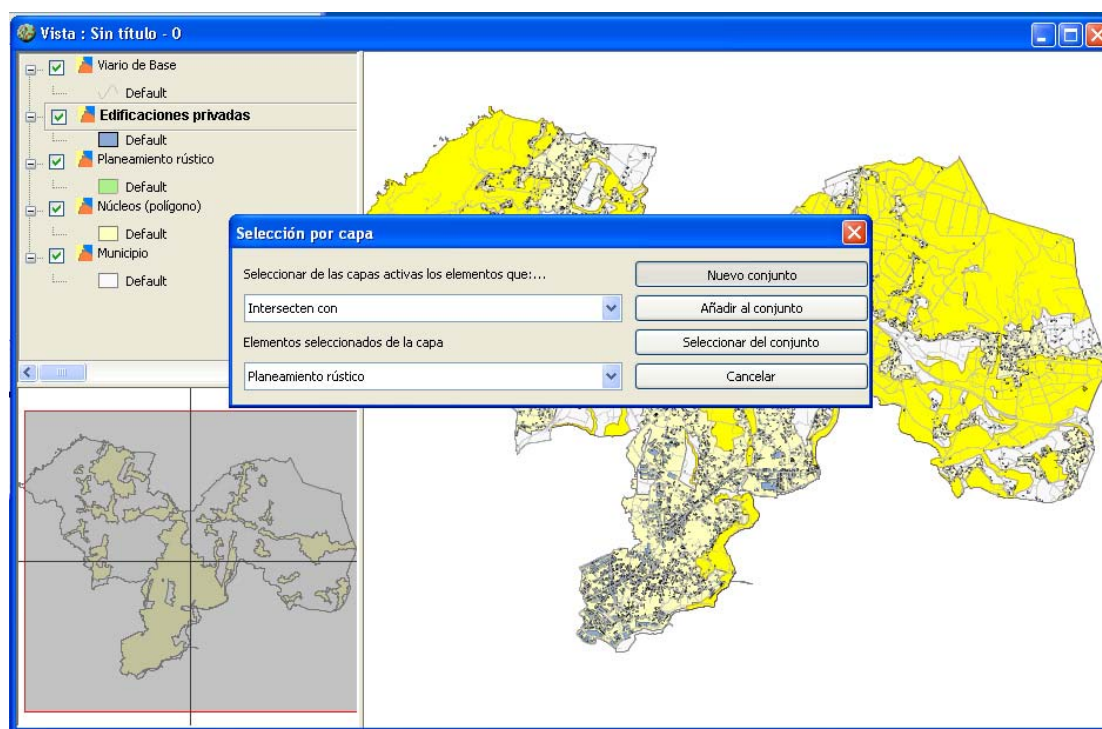 Vista : Sin título - 0
Viario de Base
Default
Edificaciones privadas
Default
Planeamiento rústico
Default
Núcleos (polígono)
Default
Municipio
Default
Selección por capa
Seleccionar de las capas activas los elementos que:...
Nuevo conjunto
Intersecten con
Añadir al conjunto
Elementos seleccionados de la capa
Seleccionar del conjunto
Planeamiento rústico
Cancelar